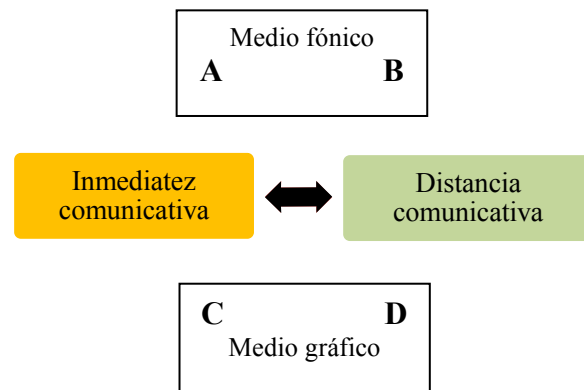 Medio fónico
A B
Inmediatez
comunicativa
Distancia
comunicativa
C D
Medio gráfico